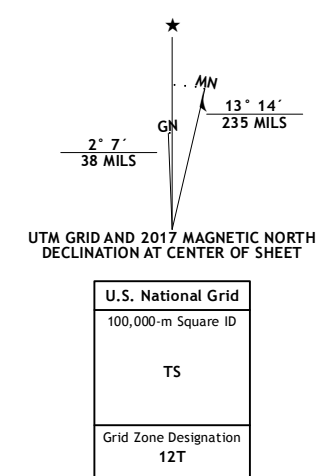 MN
GN
13° 14´
235 MILS
2° 7´
38 MILS
UTM GRID AND 2017 MAGNETIC NORTH
DECLINATION AT CENTER OF SHEET
U.S. National Grid
100,000-m Square ID
TS
Grid Zone Designation
12T